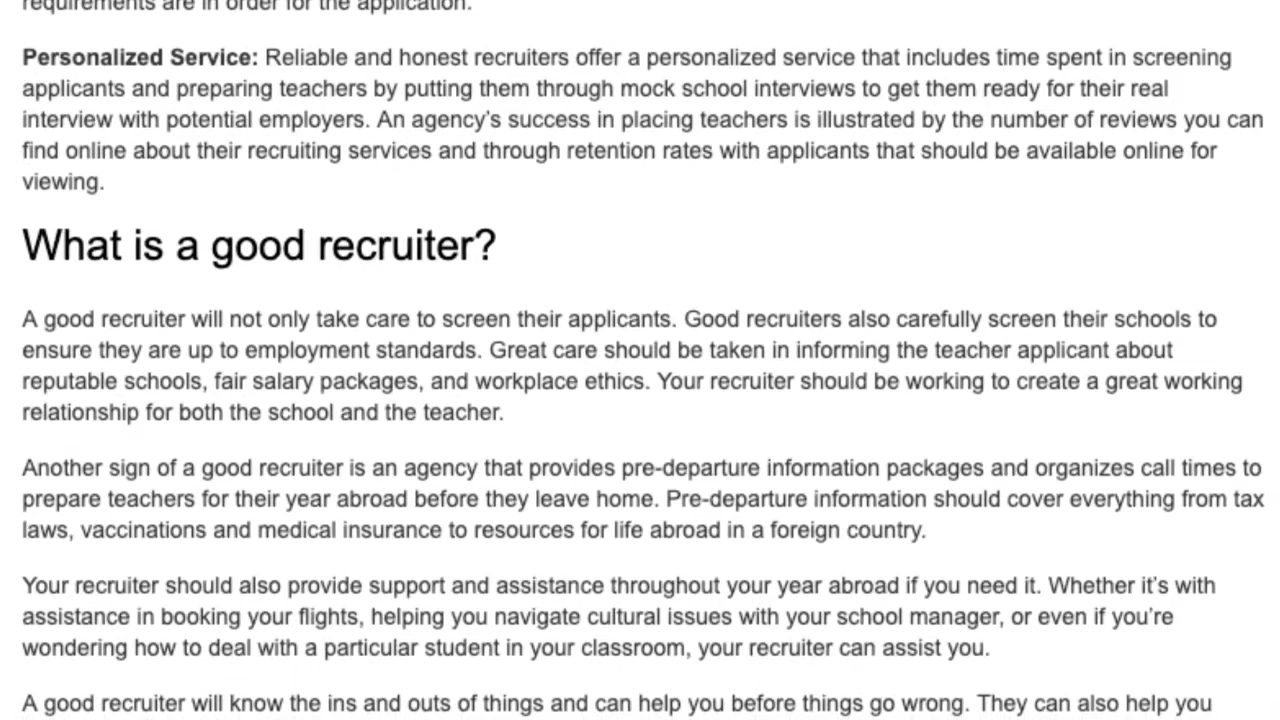 requirements are in order for the application.
Personalized Service: Reliable and honest recruiters offer a personalized service that includes time spent in screening
applicants and preparing teachers by putting them through mock school interviews to get them ready for their real
interview with potential employers. An agency’s success in placing teachers is illustrated by the number of reviews you can
find online about their recruiting services and through retention rates with applicants that should be available online for
viewing.
What is a good recruiter?
A good recruiter will not only take care to screen their applicants. Good recruiters also carefully screen their schools to
ensure they are up to employment standards. Great care should be taken in informing the teacher applicant about
reputable schools, fair salary packages, and workplace ethics. Your recruiter should be working to create a great working
relationship for both the school and the teacher.
Another sign of a good recruiter is an agency that provides pre-departure information packages and organizes call times to
prepare teachers for their year abroad before they leave home. Pre-departure information should cover everything from tax
laws, vaccinations and medical insurance to resources for life abroad in a foreign country.
Your recruiter should also provide support and assistance throughout your year abroad if you need it. Whether it’s with
assistance in booking your flights, helping you navigate cultural issues with your school manager, or even if you’re
wondering how to deal with a particular student in your classroom, your recruiter can assist you.
A good recruiter will know the ins and outs of things and can help you before things go wrong. They can also help you